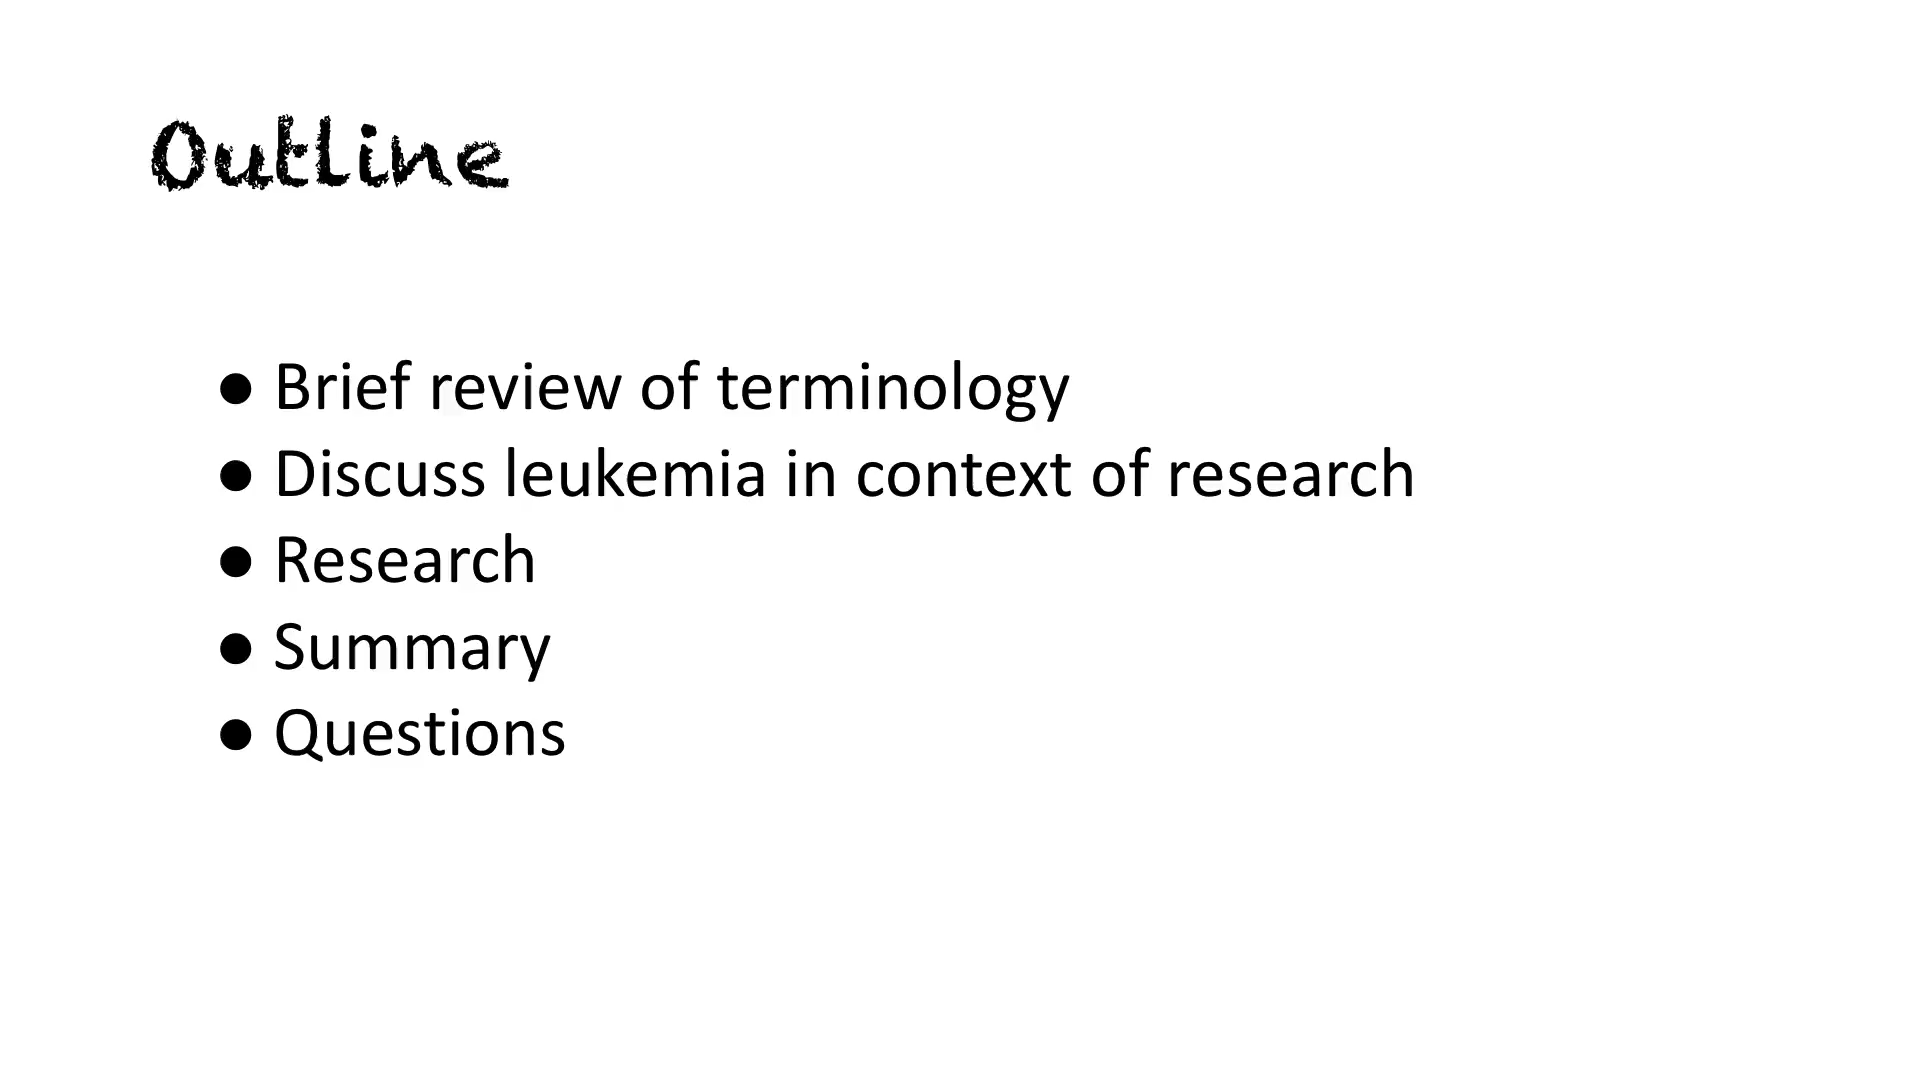 Outline
● Brief review of terminology
● Discuss leukemia in context of research
● Research
● Summary
● Questions